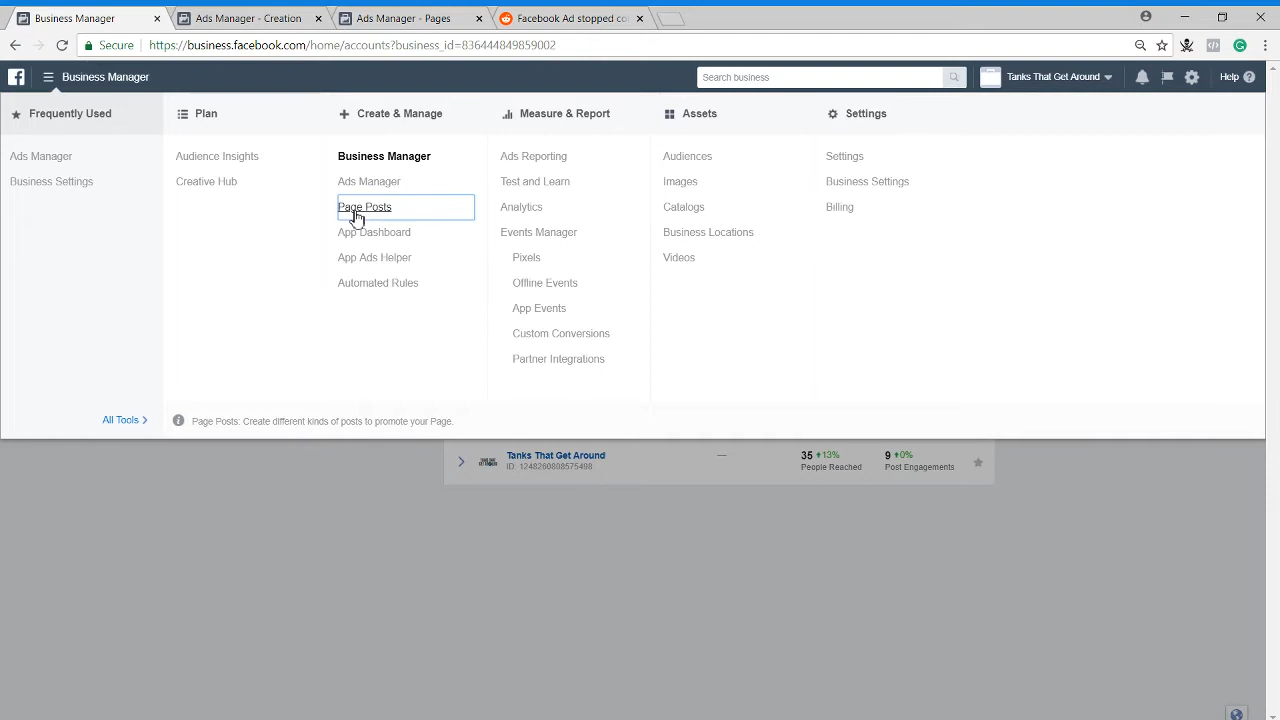 Business Manager
Ads Manager - Creation
Ads Manager - Pages
Facebook Ad stopped co
Secure
https://business.facebook.com/home/accounts?business_id=836444849859002
Business Manager
Search business
Tanks That Get Around
Help
Frequently Used
Plan
Create & Manage
Measure & Report
Assets
Settings
Ads Manager
Business Settings
Audience Insights
Creative Hub
Business Manager
Ads Manager
Page Posts
App Dashboard
App Ads Helper
Automated Rules
Ads Reporting
Test and Learn
Analytics
Events Manager
Pixels
Offline Events
App Events
Custom Conversions
Partner Integrations
Audiences
Images
Catalogs
Business Locations
Videos
Settings
Business Settings
Billing
All Tools
Page Posts: Create different kinds of posts to promote your Page.
Tanks That Get Around
ID: 1248260808575498
35 13%
People Reached
9 0%
Post Engagements